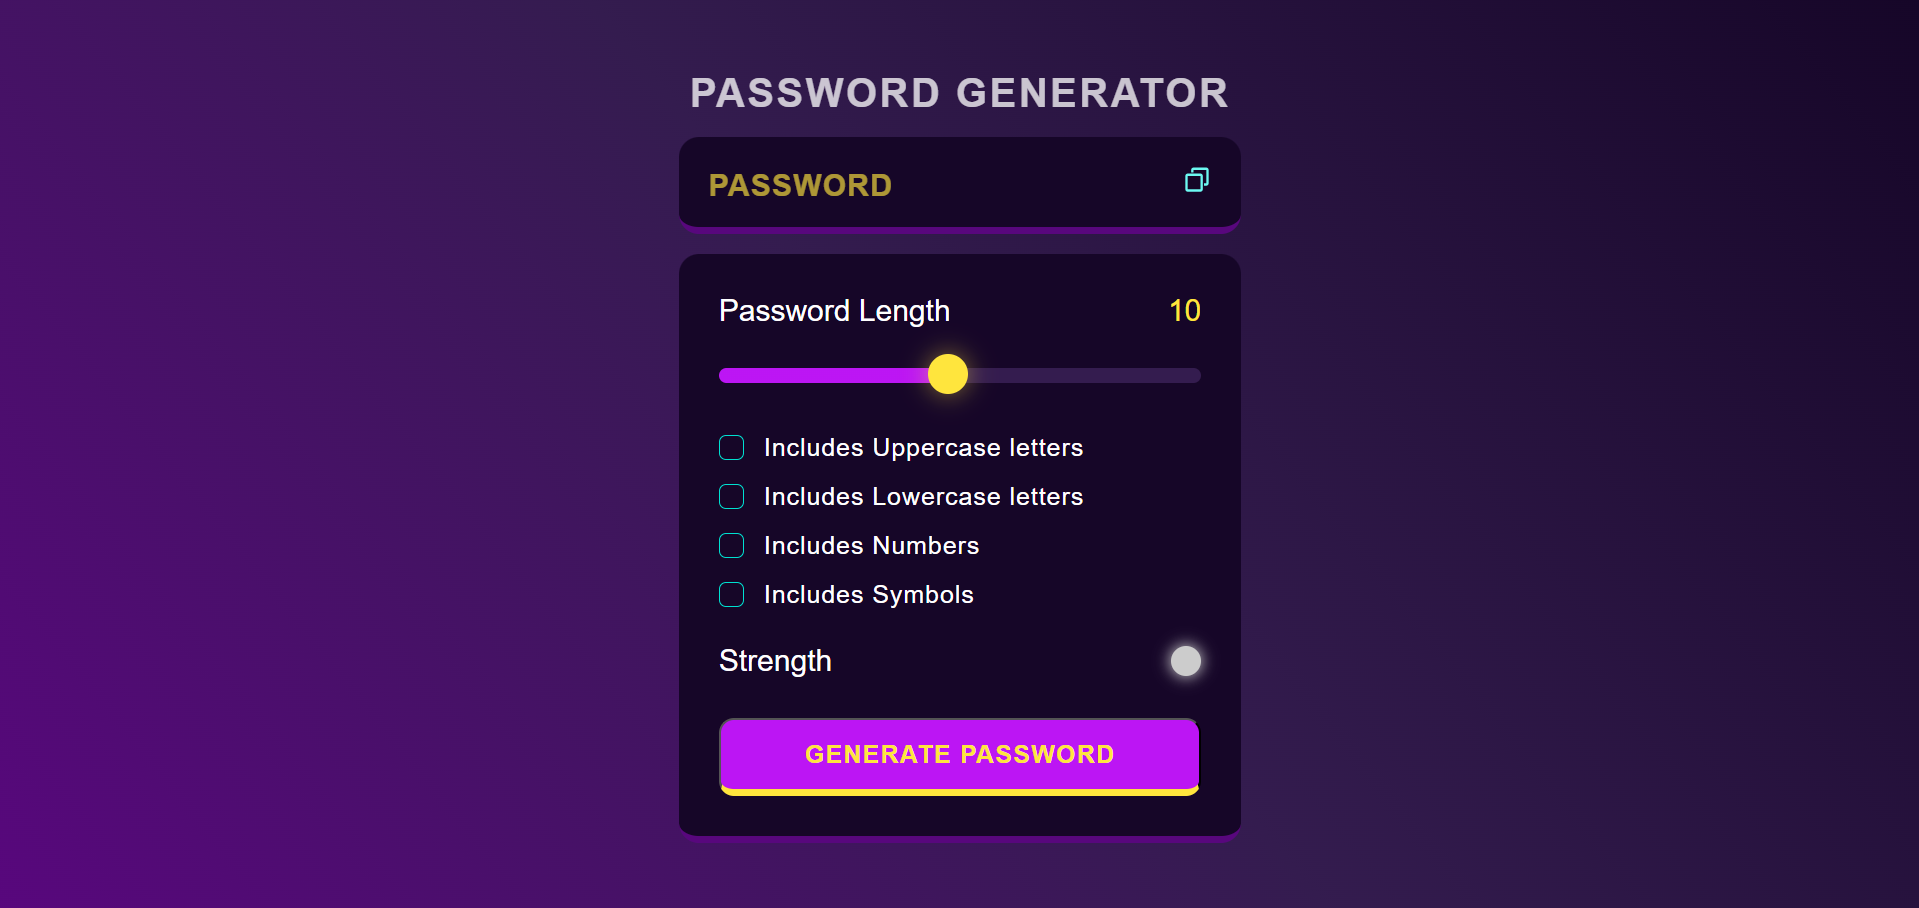 PASSWORD GENERATOR
PASSWORD
Password Length 10
Includes Uppercase letters
Includes Lowercase letters
Includes Numbers
Includes Symbols
Strength
GENERATE PASSWORD